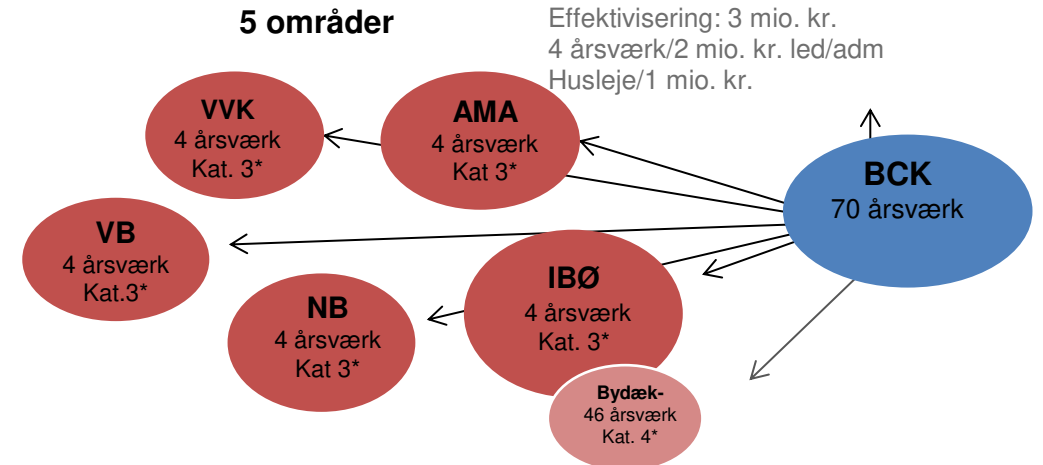 5 områder
Effektivisering: 3 mio. kr.
4 årsværk/2 mio. kr. led/adm
Husleje/1 mio. kr.
VVK
4 årsværk
Kat. 3*
AMA
4 årsværk
Kat 3*
BCK
70 årsværk
VB
4 årsværk
Kat.3*
IBØ
4 årsværk
Kat. 3*
NB
4 årsværk
Kat 3*
Bydæk-
46 årsværk
Kat. 4*